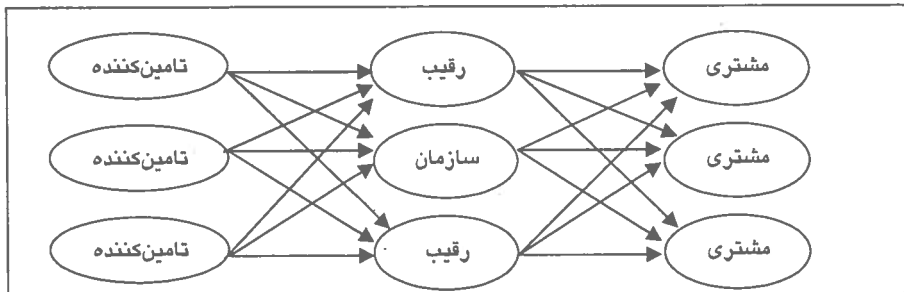 تامین‌کننده
رقیب
مشتری
تامین‌کننده
سازمان
مشتری
تامین‌کننده
رقیب
مشتری